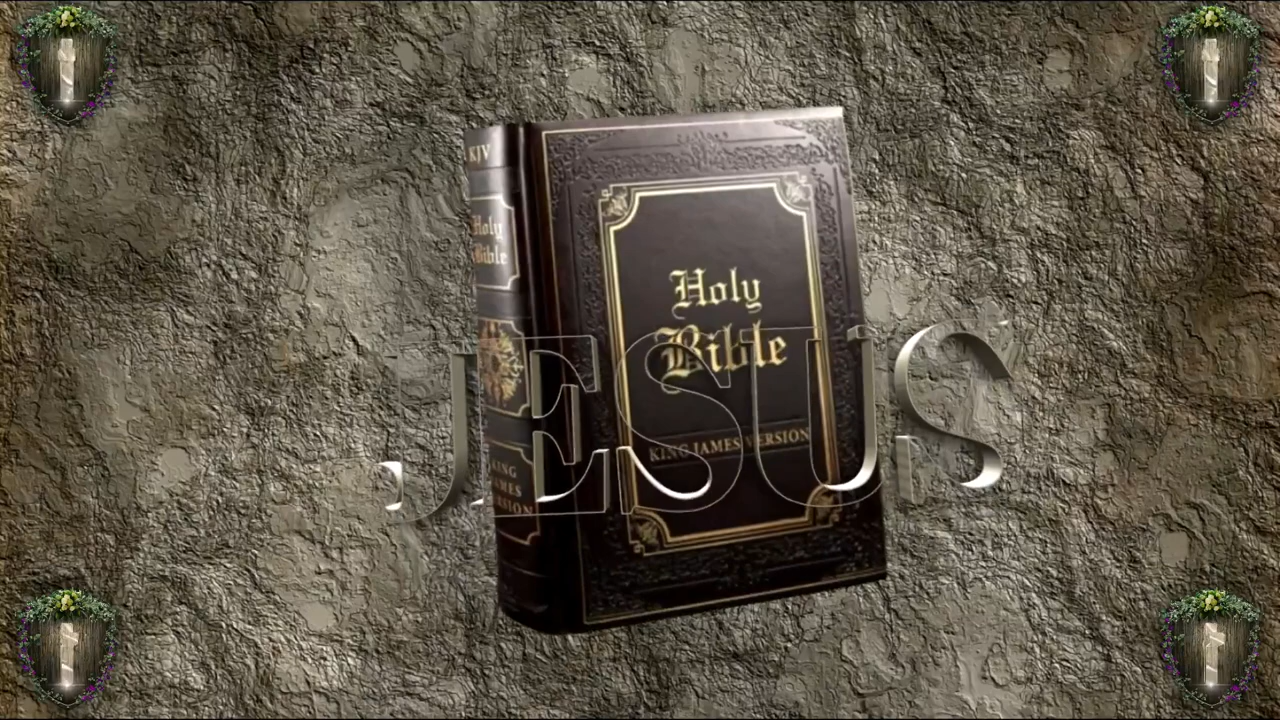 KJV
Holy
Bible
KING
JAMES
VERSION
Holy
Bible
KING JAMES VERSION
JESUS